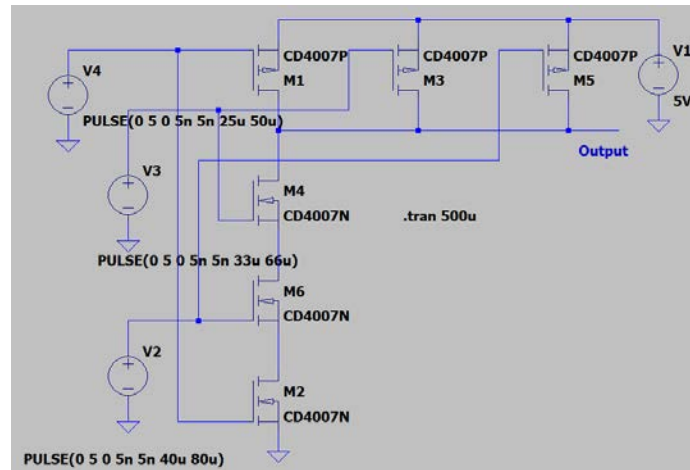 V4
CD4007P
M1
CD4007P
M3
CD4007P
M5
V1
5V
PULSE(0 5 0 5n 5n 25u 50u)
Output
V3
M4
CD4007N
.tran 500u
PULSE(0 5 0 5n 5n 33u 66u)
M6
CD4007N
V2
M2
CD4007N
PULSE(0 5 0 5n 5n 40u 80u)